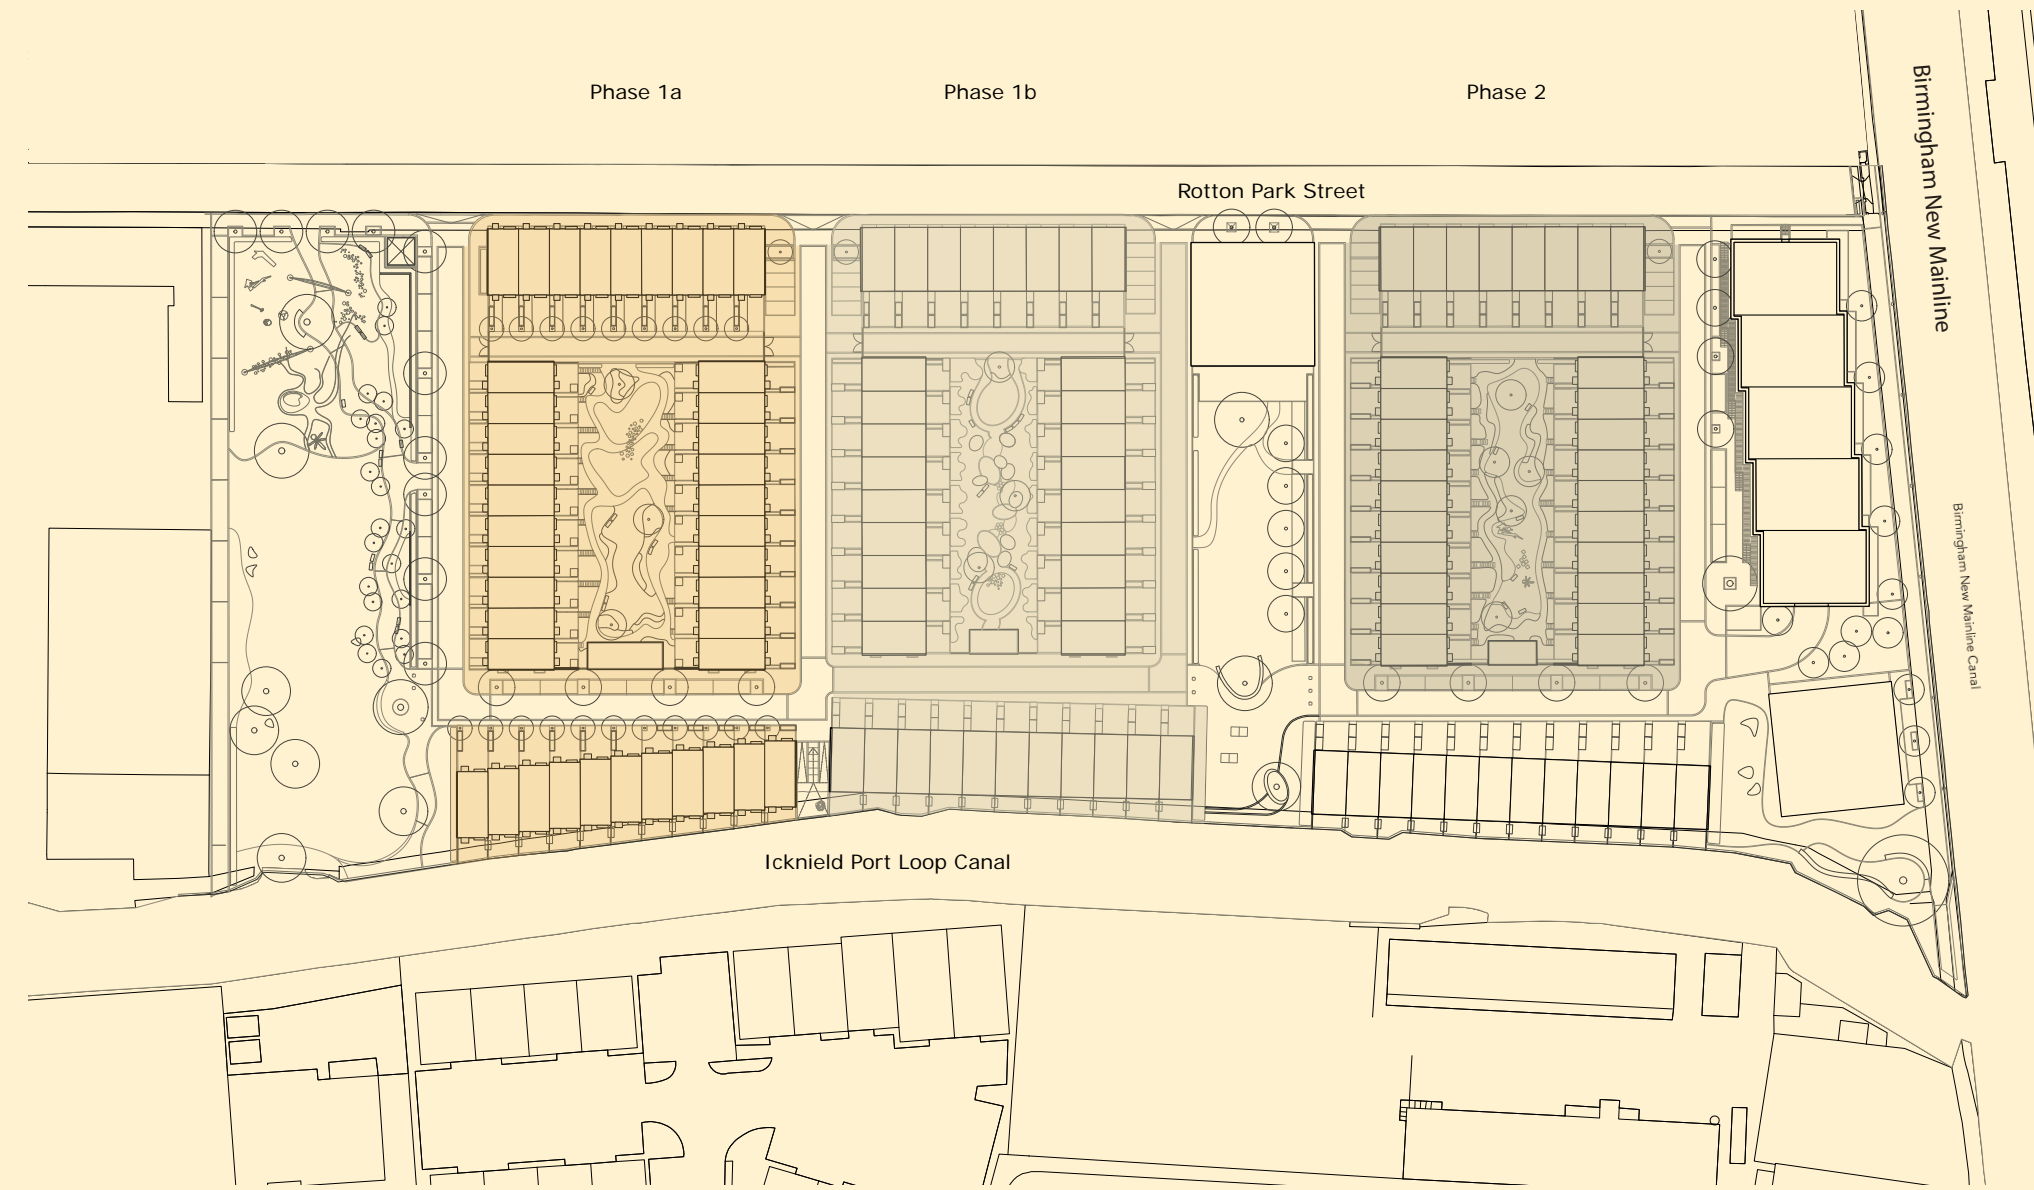 Phase 1a
Phase 1b
Phase 2
Rotton Park Street
Birmingham New Mainline
Birmingham New Mainline Canal
Icknield Port Loop Canal